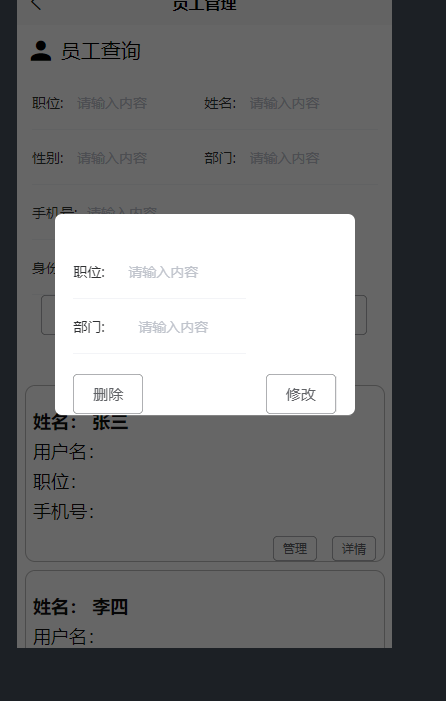 员工管理
员工查询
职位: 请输入内容 姓名: 请输入内容
性别: 请输入内容 部门: 请输入内容
手机号: 请输入内容
身份
职位: 请输入内容
部门: 请输入内容
删除 修改
姓名： 张三
用户名：
职位：
手机号：
管理 详情
姓名： 李四
用户名：